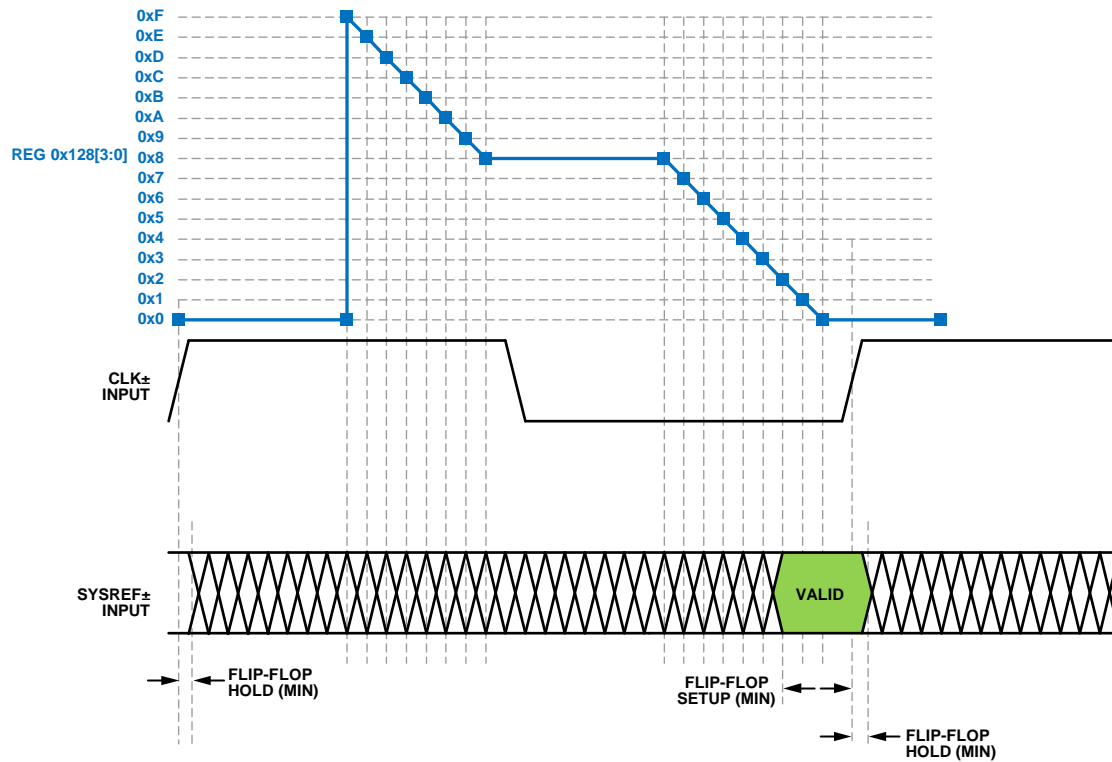 0xF
0xE
0xD
0xC
0xB
0xA
0x9
REG 0x128[3:0]
0x8
0x7
0x6
0x5
0x4
0x3
0x2
0x1
0x0
CLK±
INPUT
SYSREF±
INPUT
VALID
FLIP-FLOP
HOLD (MIN)
FLIP-FLOP
SETUP (MIN)
FLIP-FLOP
HOLD (MIN)